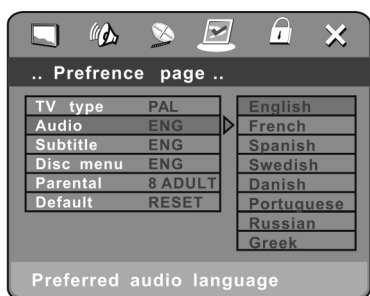 .. Prefrence page ..
TV type PAL
Audio ENG
Subtitle ENG
Disc menu ENG
Parental 8 ADULT
Default RESET
English
French
Spanish
Swedish
Danish
Portuquese
Russian
Greek
Preferred audio language